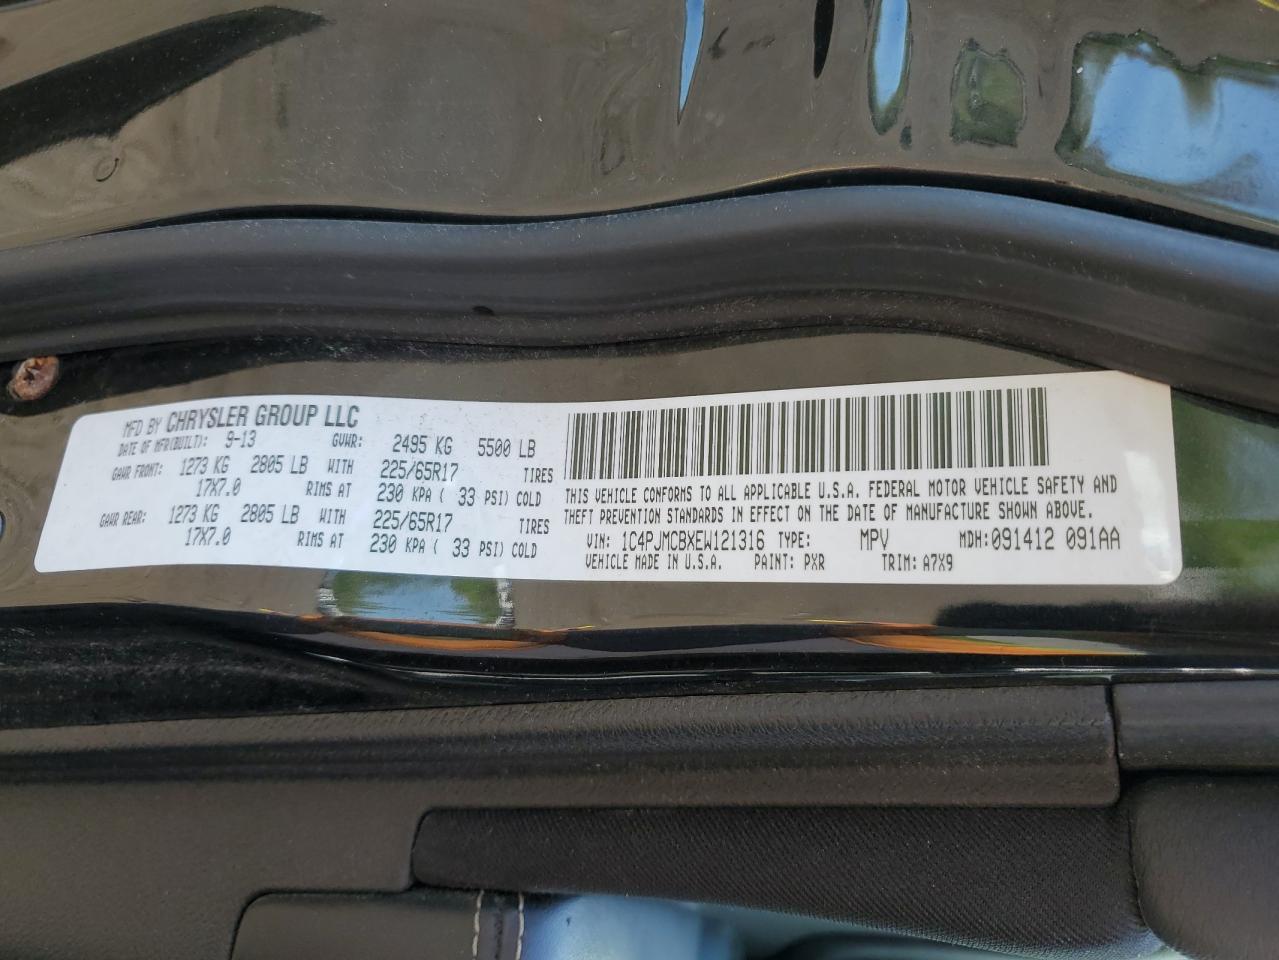 MFD BY CHRYSLER GROUP LLC
DATE OF MFR(BUILT): 9-13 GVWR: 2495 KG 5500 LB
GAWR FRONT: 1273 KG 2805 LB WITH 225/65R17 TIRES
17X7.0 RIMS AT 230 KPA ( 33 PSI) COLD
GAWR REAR: 1273 KG 2805 LB WITH 225/65R17 TIRES
17X7.0 RIMS AT 230 KPA ( 33 PSI) COLD
THIS VEHICLE CONFORMS TO ALL APPLICABLE U.S.A. FEDERAL MOTOR VEHICLE SAFETY AND
THEFT PREVENTION STANDARDS IN EFFECT ON THE DATE OF MANUFACTURE SHOWN ABOVE.
VIN: 1C4PJMCBXEW121316 TYPE: MPV MDH:091412 091AA
VEHICLE MADE IN U.S.A. PAINT: PXR TRIM: A7X9